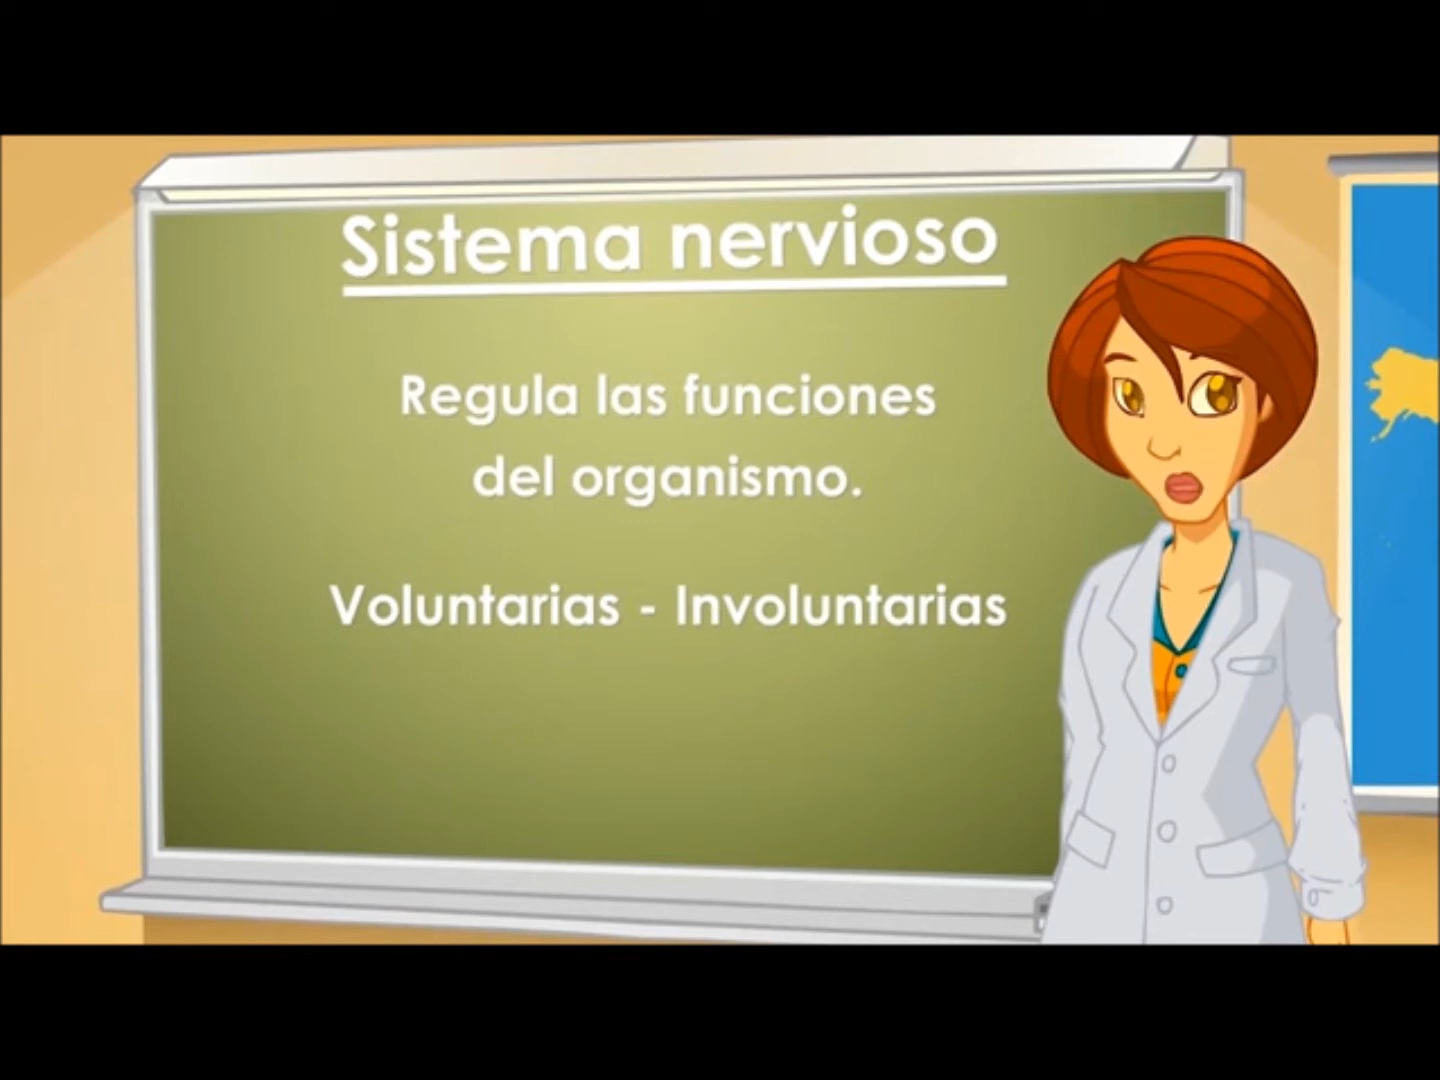 Sistema nervioso
Regula las funciones
del organismo.
Voluntarias - Involuntarias